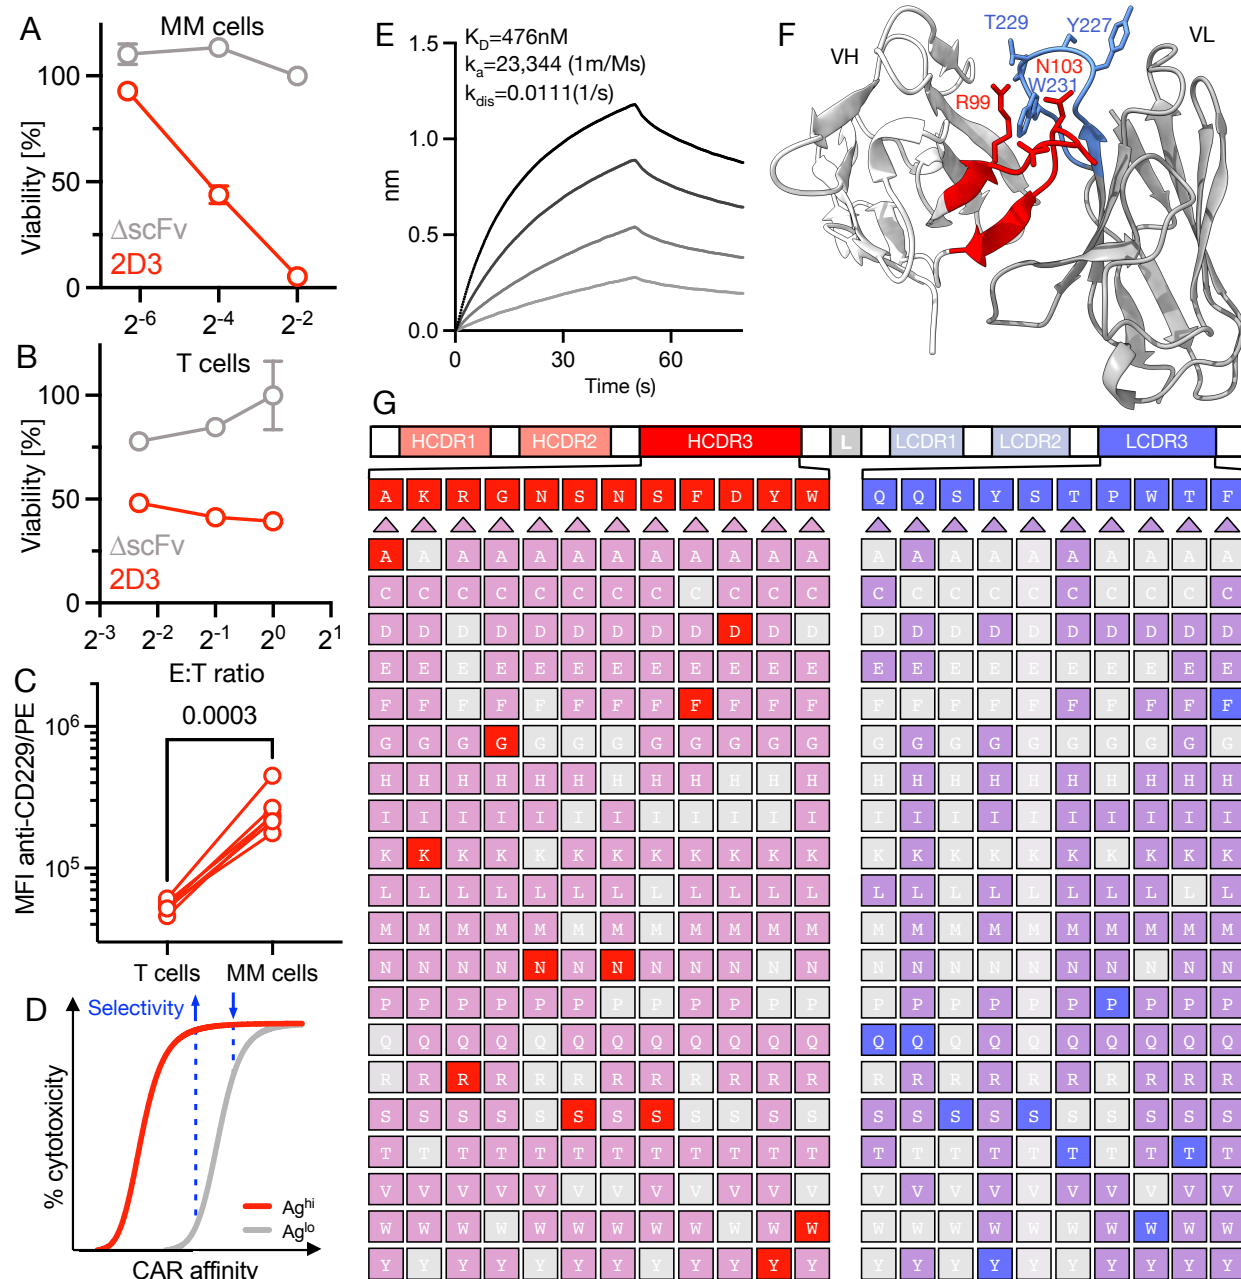 A
MM cells
Viability [%]
100
50
0
ΔscFv
2D3
2-6
2-4
2-2
B
T cells
Viability [%]
100
50
0
ΔscFv
2D3
2-3
2-2
2-1
20
21
E:T ratio
C
MFI anti-CD229/PE
0.0003
106
105
T cells
MM cells
D
Selectivity
% cytotoxicity
Aghi
Aglo
CAR affinity
E
KD=476nM
ka=23,344 (1m/Ms)
kdis=0.0111(1/s)
nm
1.5
1.0
0.5
0.0
0
30
60
Time (s)
F
VH
VL
T229
Y227
N103
W231
R99
G
HCDR1
HCDR2
HCDR3
L
LCDR1
LCDR2
LCDR3
A K R G N S N S F D Y W Q Q S Y S T P W T F
A A A A A A A A A A A A A A A A A A A A A A
C C C C C C C C C C C C C C C C C C C C C C
D D D D D D D D D D D D D D D D D D D D D D
E E E E E E E E E E E E E E E E E E E E E E
F F F F F F F F F F F F F F F F F F F F F F
G G G G G G G G G G G G G G G G G G G G G G
H H H H H H H H H H H H H H H H H H H H H H
I I I I I I I I I I I I I I I I I I I I I I
K K K K K K K K K K K K K K K K K K K K K K
L L L L L L L L L L L L L L L L L L L L L L
M M M M M M M M M M M M M M M M M M M M M M
N N N N N N N N N N N N N N N N N N N N N N
P P P P P P P P P P P P P P P P P P P P P P
Q Q Q Q Q Q Q Q Q Q Q Q Q Q Q Q Q Q Q Q Q Q
R R R R R R R R R R R R R R R R R R R R R R
S S S S S S S S S S S S S S S S S S S S S S
T T T T T T T T T T T T T T T T T T T T T T
V V V V V V V V V V V V V V V V V V V V V V
W W W W W W W W W W W W W W W W W W W W W W
Y Y Y Y Y Y Y Y Y Y Y Y Y Y Y Y Y Y Y Y Y Y